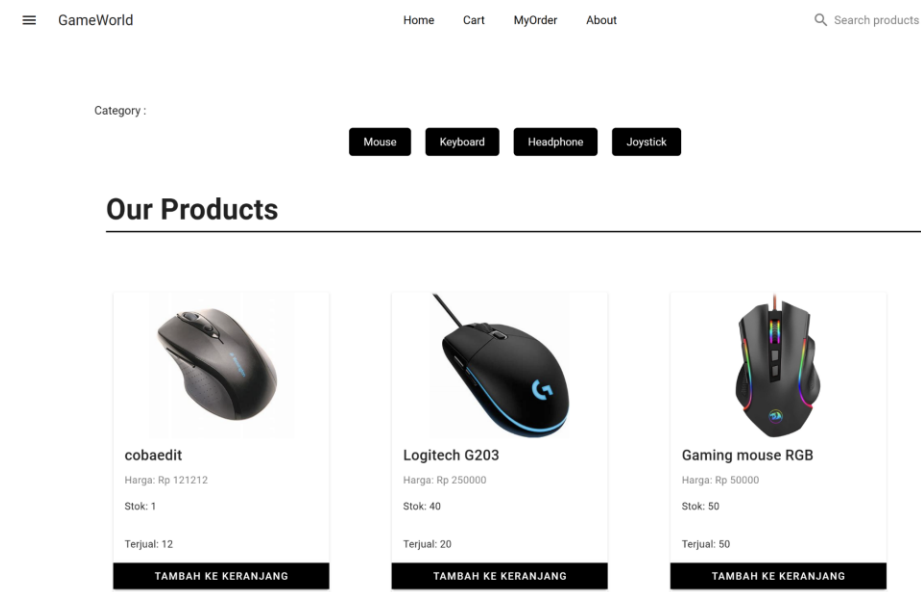 GameWorld Home Cart MyOrder About Search products
Category :
Mouse Keyboard Headphone Joystick
Our Products
cobaedit
Harga: Rp 121212
Stok: 1
Terjual: 12
TAMBAH KE KERANJANG
Logitech G203
Harga: Rp 250000
Stok: 40
Terjual: 20
TAMBAH KE KERANJANG
Gaming mouse RGB
Harga: Rp 50000
Stok: 50
Terjual: 50
TAMBAH KE KERANJANG